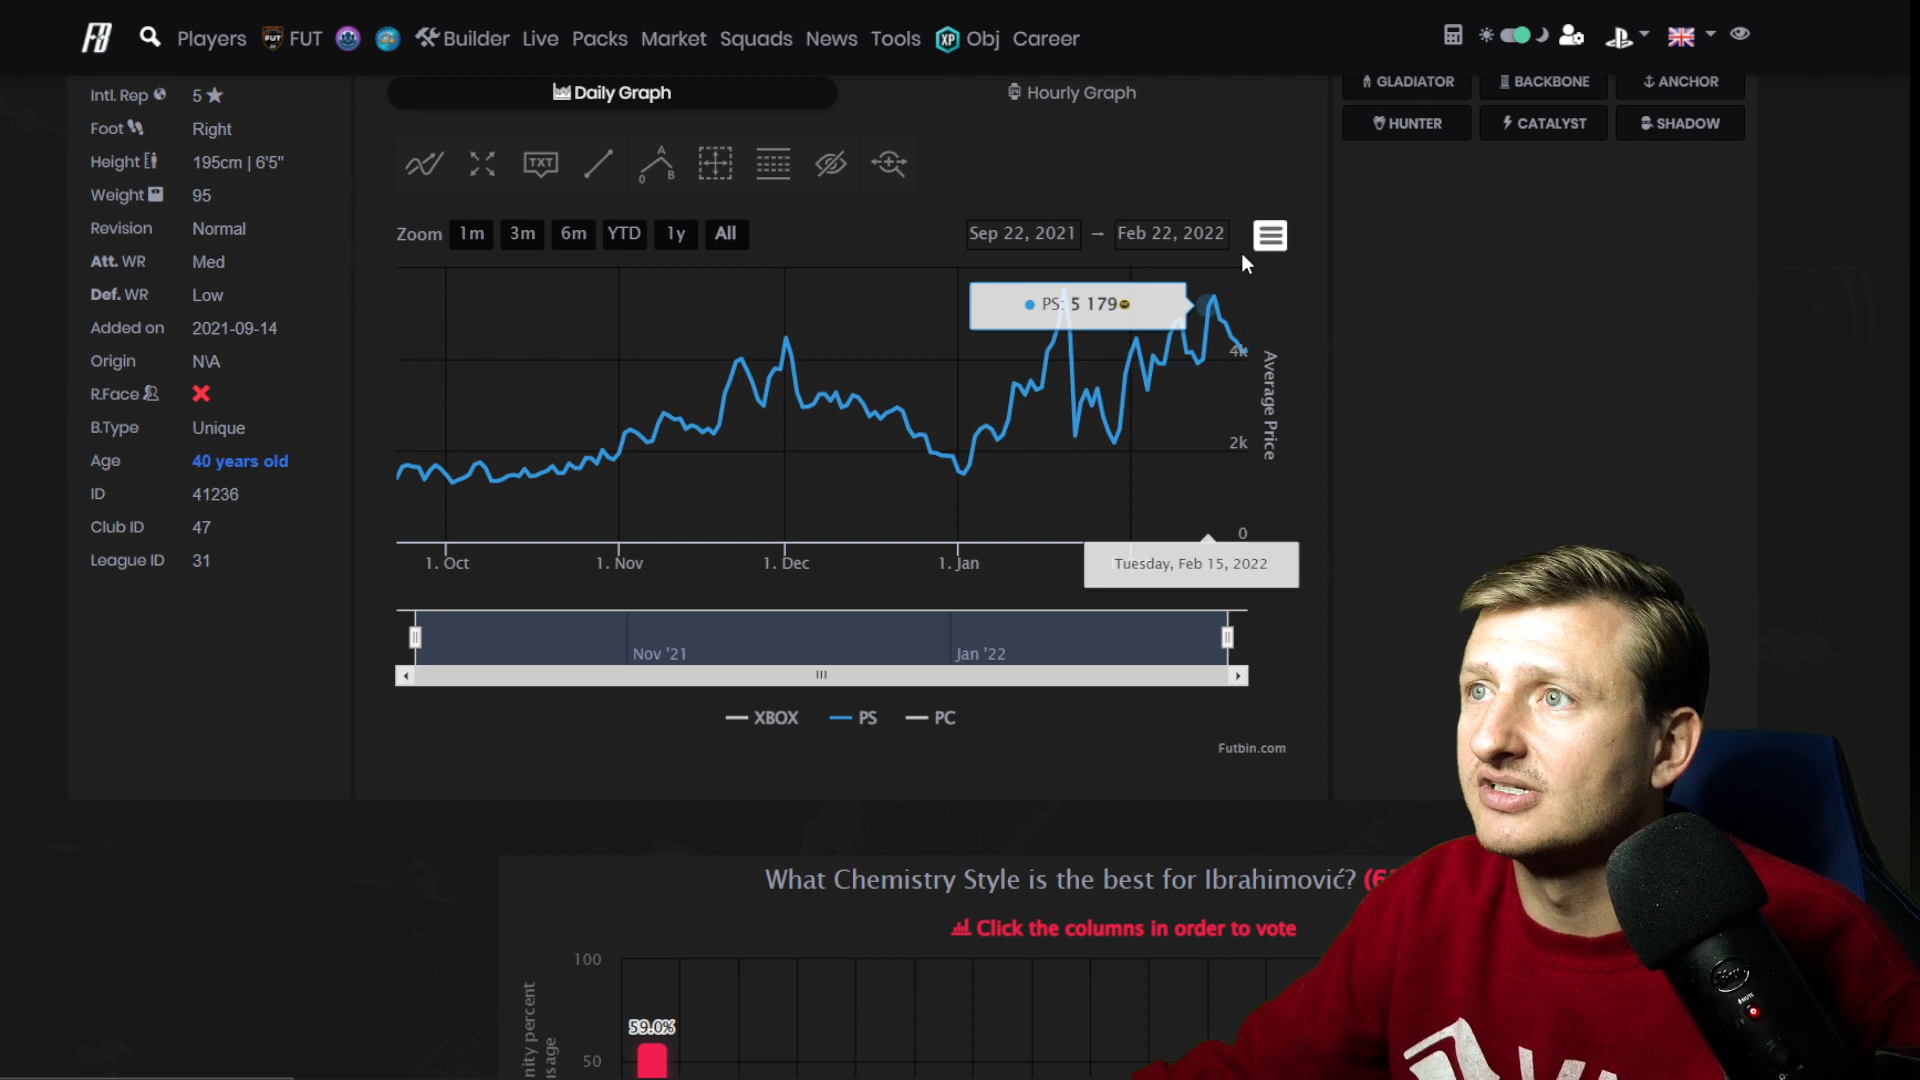 Players FUT Builder Live Packs Market Squads News Tools XP Obj Career
Intl. Rep 5
Foot Right
Height 195cm | 6'5"
Weight 95
Revision Normal
Att. WR Med
Def. WR Low
Added on 2021-09-14
Origin N\A
R.Face
B.Type Unique
Age 40 years old
ID 41236
Club ID 47
League ID 31
Daily Graph
Hourly Graph
TXT
A
0 B
Zoom 1m 3m 6m YTD 1y All
Sep 22, 2021 → Feb 22, 2022
PS: 5 179
4k
2k
0
Average Price
1. Oct 1. Nov 1. Dec 1. Jan
Tuesday, Feb 15, 2022
Nov '21 Jan '22
XBOX PS PC
Futbin.com
GLADIATOR BACKBONE ANCHOR
HUNTER CATALYST SHADOW
What Chemistry Style is the best for Ibrahimović?
Click the columns in order to vote
100
59.0%
50